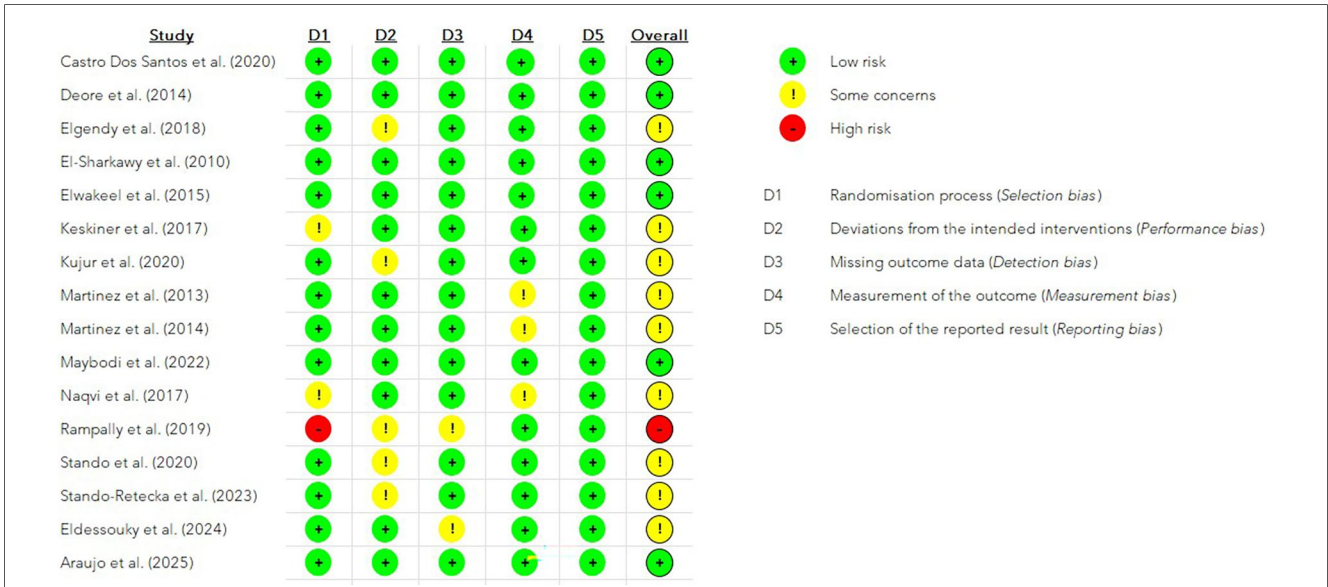 Study D1 D2 D3 D4 D5 Overall
Castro Dos Santos et al. (2020) + + + + + +
Deore et al. (2014) + + + + + +
Elgendy et al. (2018) + ! + + + !
El-Sharkawy et al. (2010) + + + + + +
Elwakeel et al. (2015) + + + + + +
Keskiner et al. (2017) ! + + + + !
Kujur et al. (2020) + ! + + + !
Martinez et al. (2013) + + + ! + !
Martinez et al. (2014) + + + ! + !
Maybodi et al. (2022) + + + + + +
Naqvi et al. (2017) ! + + ! + !
Rampally et al. (2019) - ! ! + + -
Stando et al. (2020) + ! + + + !
Stando-Retecka et al. (2023) + ! + + + !
Eldessouky et al. (2024) + + ! + + !
Araujo et al. (2025) + + + + + +
+ Low risk
! Some concerns
- High risk
D1 Randomisation process (Selection bias)
D2 Deviations from the intended interventions (Performance bias)
D3 Missing outcome data (Detection bias)
D4 Measurement of the outcome (Measurement bias)
D5 Selection of the reported result (Reporting bias)